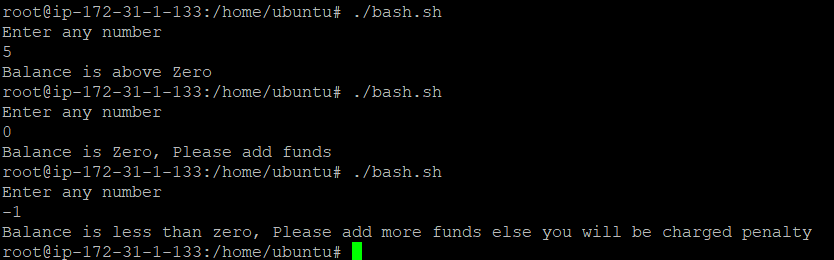 root@ip-172-31-1-133:/home/ubuntu# ./bash.sh
Enter any number
5
Balance is above Zero
root@ip-172-31-1-133:/home/ubuntu# ./bash.sh
Enter any number
0
Balance is Zero, Please add funds
root@ip-172-31-1-133:/home/ubuntu# ./bash.sh
Enter any number
-1
Balance is less than zero, Please add more funds else you will be charged penalty
root@ip-172-31-1-133:/home/ubuntu#